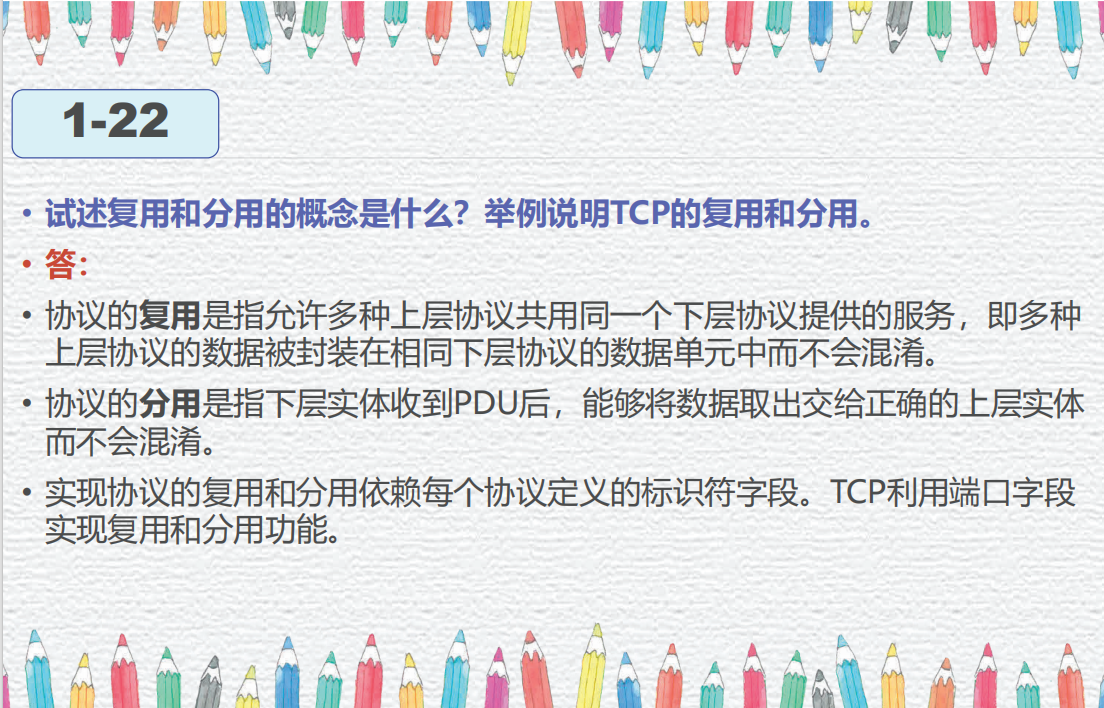 1-22
• 试述复用和分用的概念是什么？举例说明TCP的复用和分用。
• 答：
• 协议的复用是指允许多种上层协议共用同一个下层协议提供的服务，即多种
上层协议的数据被封装在相同下层协议的数据单元中而不会混淆。
• 协议的分用是指下层实体收到PDU后，能够将数据取出交给正确的上层实体
而不会混淆。
• 实现协议的复用和分用依赖每个协议定义的标识符字段。TCP利用端口字段
实现复用和分用功能。